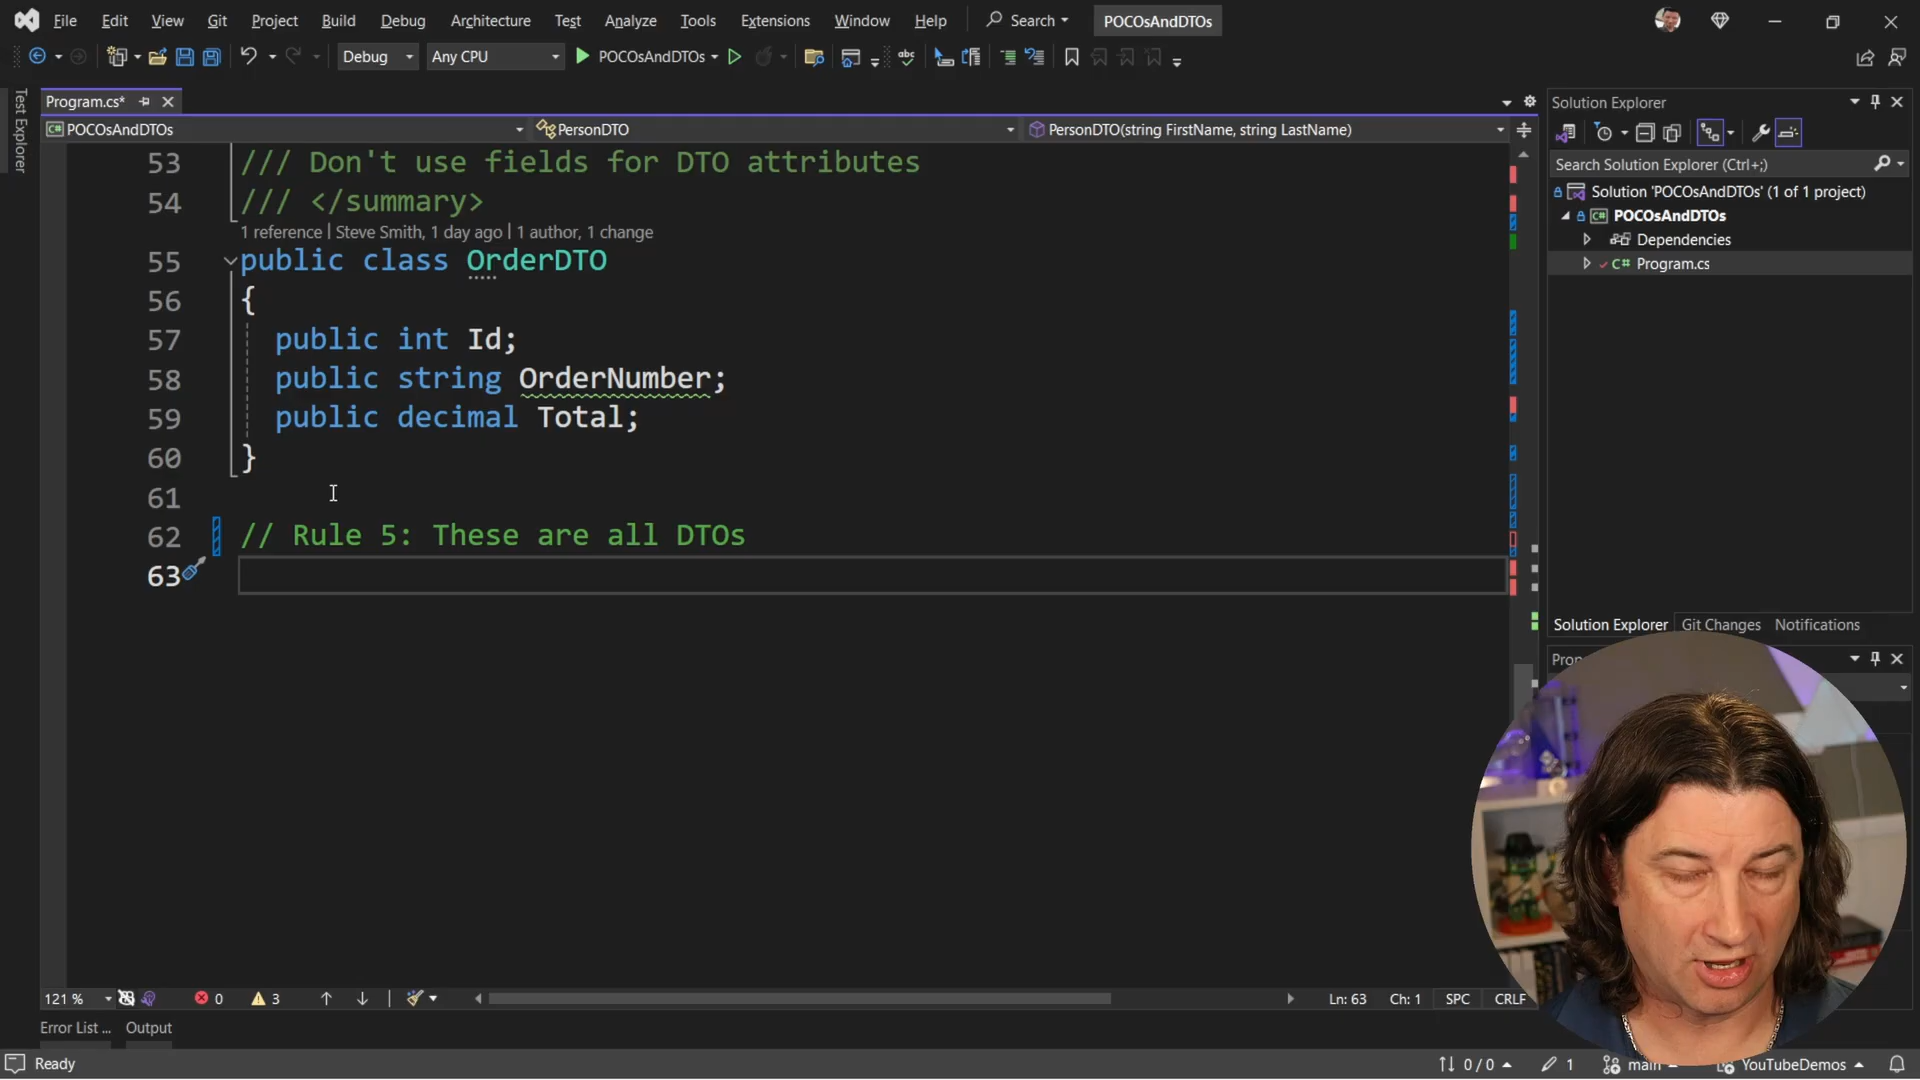 File Edit View Git Project Build Debug Architecture Test Analyze Tools Extensions Window Help Search POCOsAndDTOs
Debug Any CPU POCOsAndDTOs
Test Explorer
Program.cs*
POCOsAndDTOs PersonDTO PersonDTO(string FirstName, string LastName)
53 /// Don't use fields for DTO attributes
54 /// </summary>
1 reference | Steve Smith, 1 day ago | 1 author, 1 change
55 public class OrderDTO
56 {
57 public int Id;
58 public string OrderNumber;
59 public decimal Total;
60 }
61
62 // Rule 5: These are all DTOs
63
Solution Explorer
Search Solution Explorer (Ctrl+;)
Solution 'POCOsAndDTOs' (1 of 1 project)
C# POCOsAndDTOs
Dependencies
C# Program.cs
Solution Explorer Git Changes Notifications
121 % 0 3 Ln: 63 Ch: 1 SPC CRLF
Error List ... Output
Ready 0 / 0 1 main YouTubeDemos